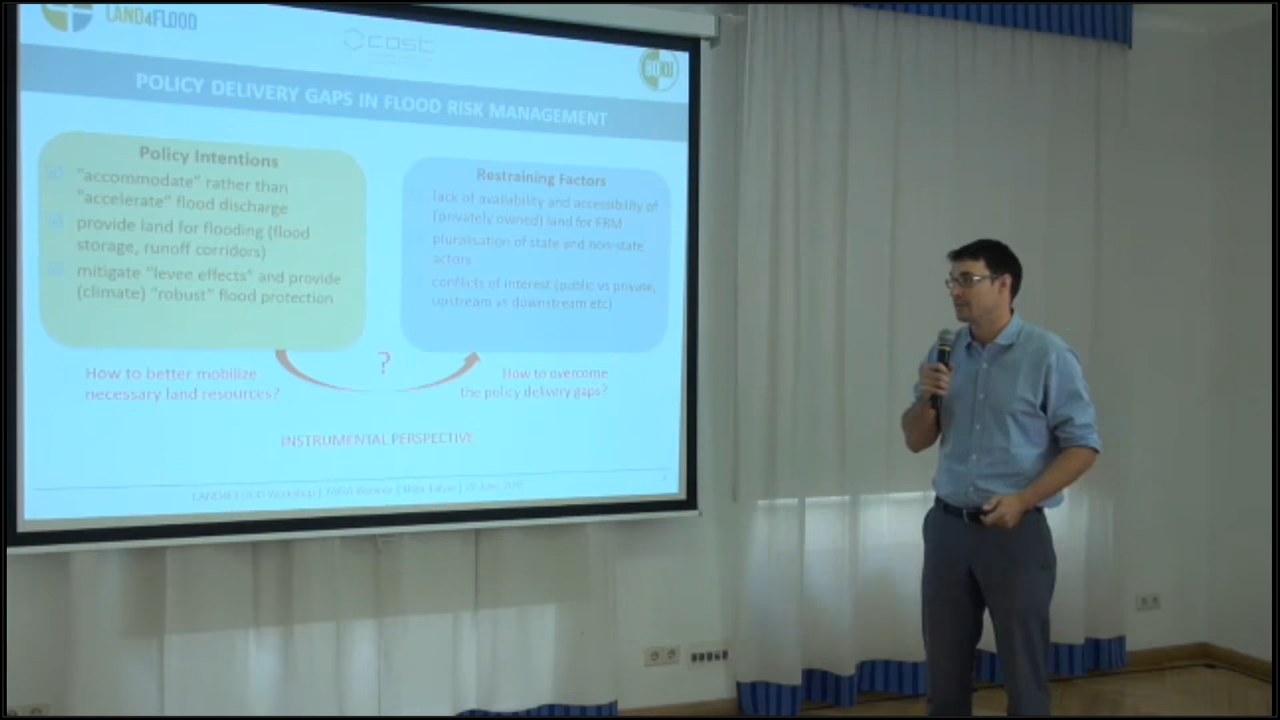 LAND4FLOOD
cost
BOKU
POLICY DELIVERY GAPS IN FLOOD RISK MANAGEMENT
Policy Intentions
"accommodate" rather than
"accelerate" flood discharge
provide land for flooding (flood
storage, runoff corridors)
mitigate "levee effects" and provide
(climate) "robust" flood protection
Restraining Factors
lack of availability and accessibility of
(privately owned) land for FRM
pluralisation of state and non-state
actors
conflicts of interest (public vs private,
upstream vs downstream etc)
?
How to better mobilize
necessary land resources?
How to overcome
the policy delivery gaps?
INSTRUMENTAL PERSPECTIVE
LAND4FLOOD Workshop